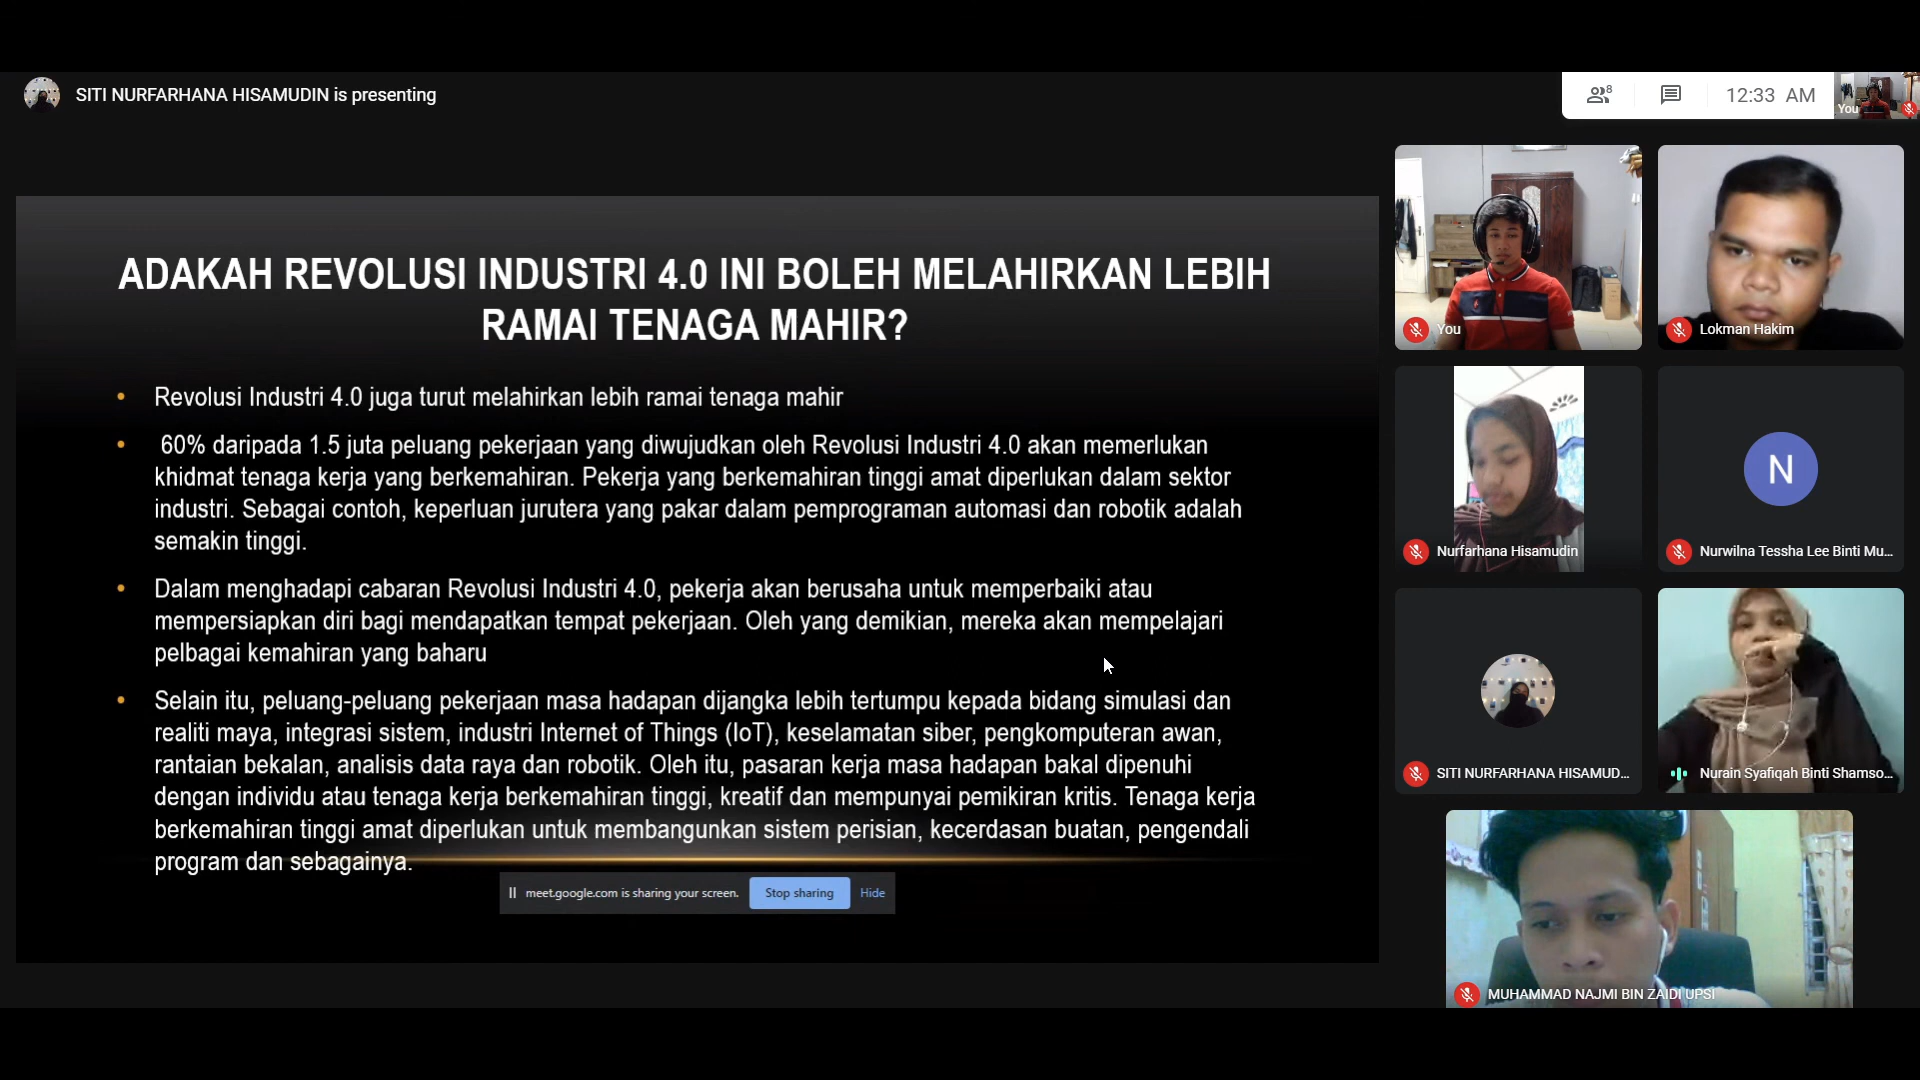 SITI NURFARHANA HISAMUDIN is presenting
8
12:33 AM
You
ADAKAH REVOLUSI INDUSTRI 4.0 INI BOLEH MELAHIRKAN LEBIH
RAMAI TENAGA MAHIR?
• Revolusi Industri 4.0 juga turut melahirkan lebih ramai tenaga mahir
• 60% daripada 1.5 juta peluang pekerjaan yang diwujudkan oleh Revolusi Industri 4.0 akan memerlukan
khidmat tenaga kerja yang berkemahiran. Pekerja yang berkemahiran tinggi amat diperlukan dalam sektor
industri. Sebagai contoh, keperluan jurutera yang pakar dalam pemprograman automasi dan robotik adalah
semakin tinggi.
• Dalam menghadapi cabaran Revolusi Industri 4.0, pekerja akan berusaha untuk memperbaiki atau
mempersiapkan diri bagi mendapatkan tempat pekerjaan. Oleh yang demikian, mereka akan mempelajari
pelbagai kemahiran yang baharu
• Selain itu, peluang-peluang pekerjaan masa hadapan dijangka lebih tertumpu kepada bidang simulasi dan
realiti maya, integrasi sistem, industri Internet of Things (IoT), keselamatan siber, pengkomputeran awan,
rantaian bekalan, analisis data raya dan robotik. Oleh itu, pasaran kerja masa hadapan bakal dipenuhi
dengan individu atau tenaga kerja berkemahiran tinggi, kreatif dan mempunyai pemikiran kritis. Tenaga kerja
berkemahiran tinggi amat diperlukan untuk membangunkan sistem perisian, kecerdasan buatan, pengendali
program dan sebagainya.
meet.google.com is sharing your screen. Stop sharing Hide
You
Lokman Hakim
Nurfarhana Hisamudin
N
Nurwilna Tessha Lee Binti Mu...
SITI NURFARHANA HISAMUD...
Nurain Syafiqah Binti Shamso...
MUHAMMAD NAJMI BIN ZAIDI UPSI